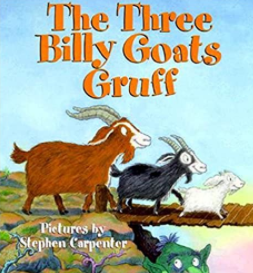 The Three
Billy Goats
Gruff
Pictures by
Stephen Carpenter